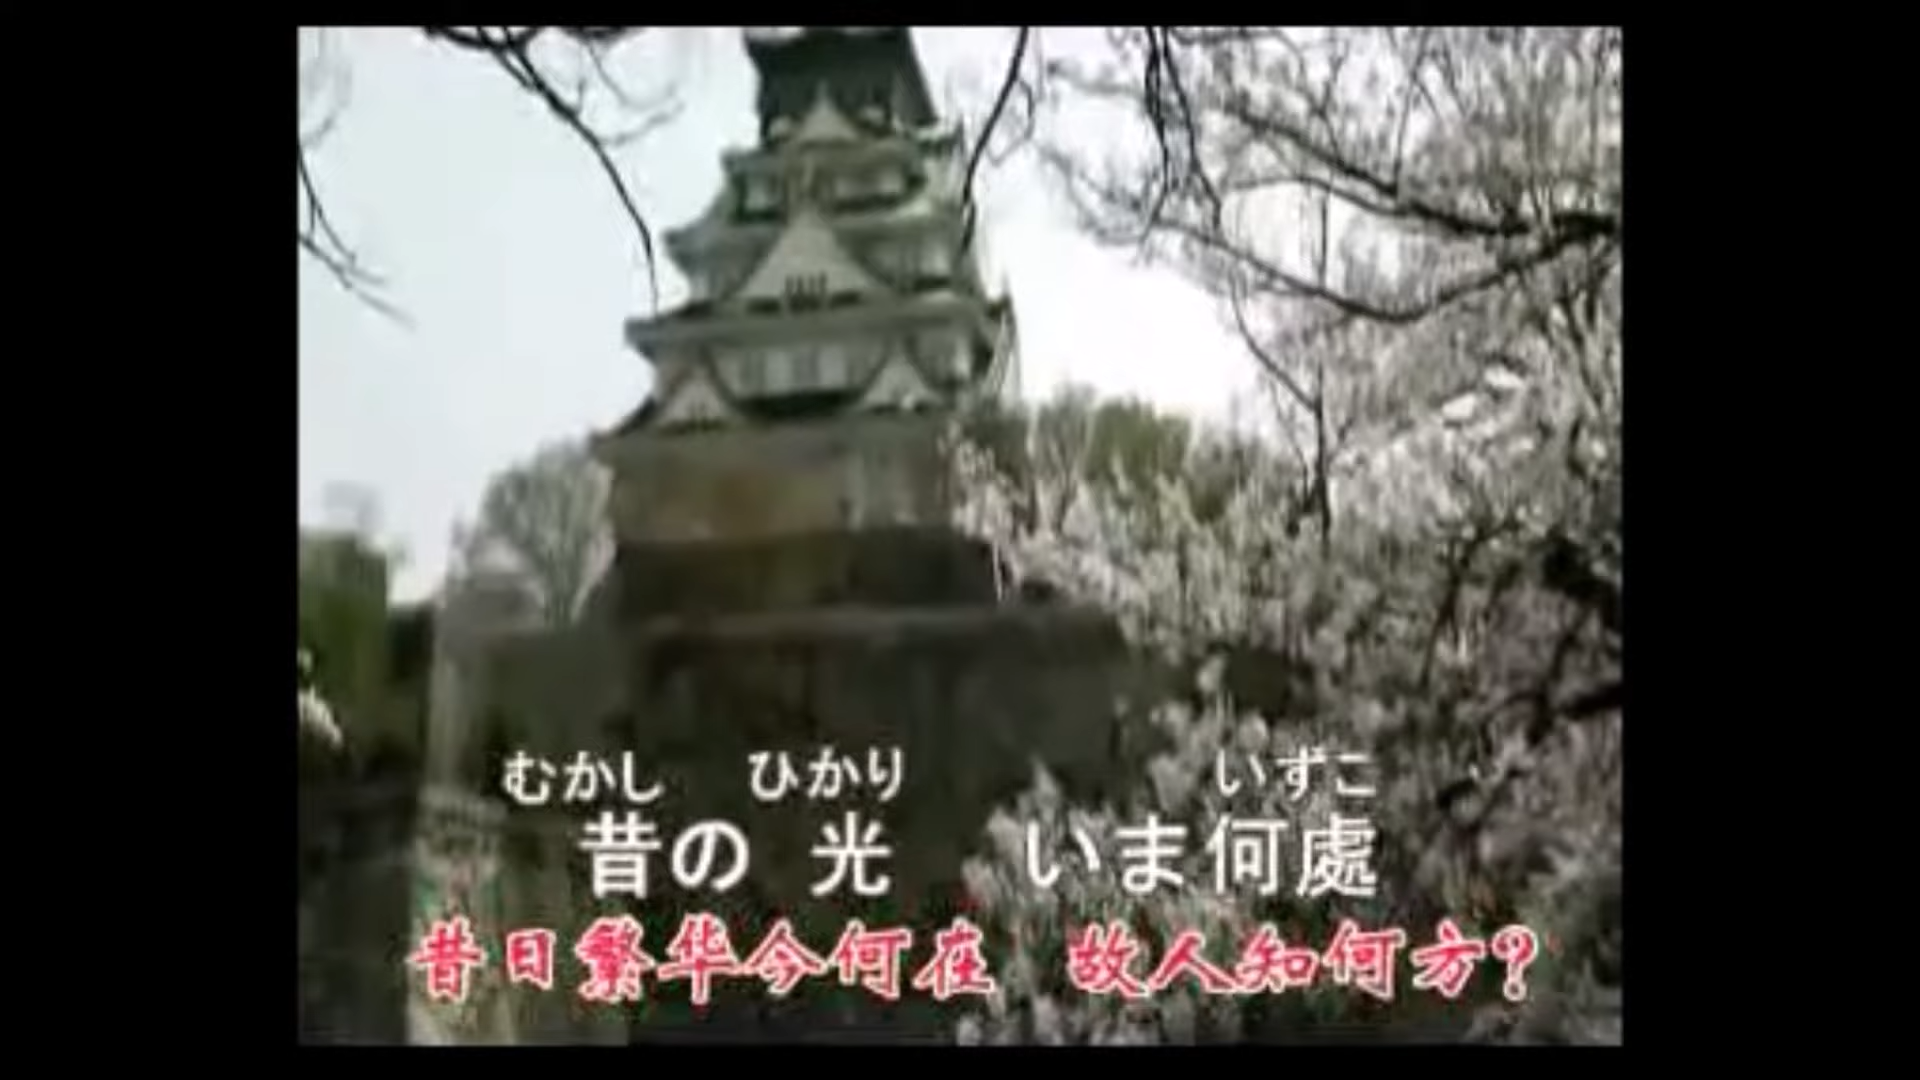 むかし ひかり いずこ
昔の 光 いま何處
昔日繁华今何在 故人知何方?